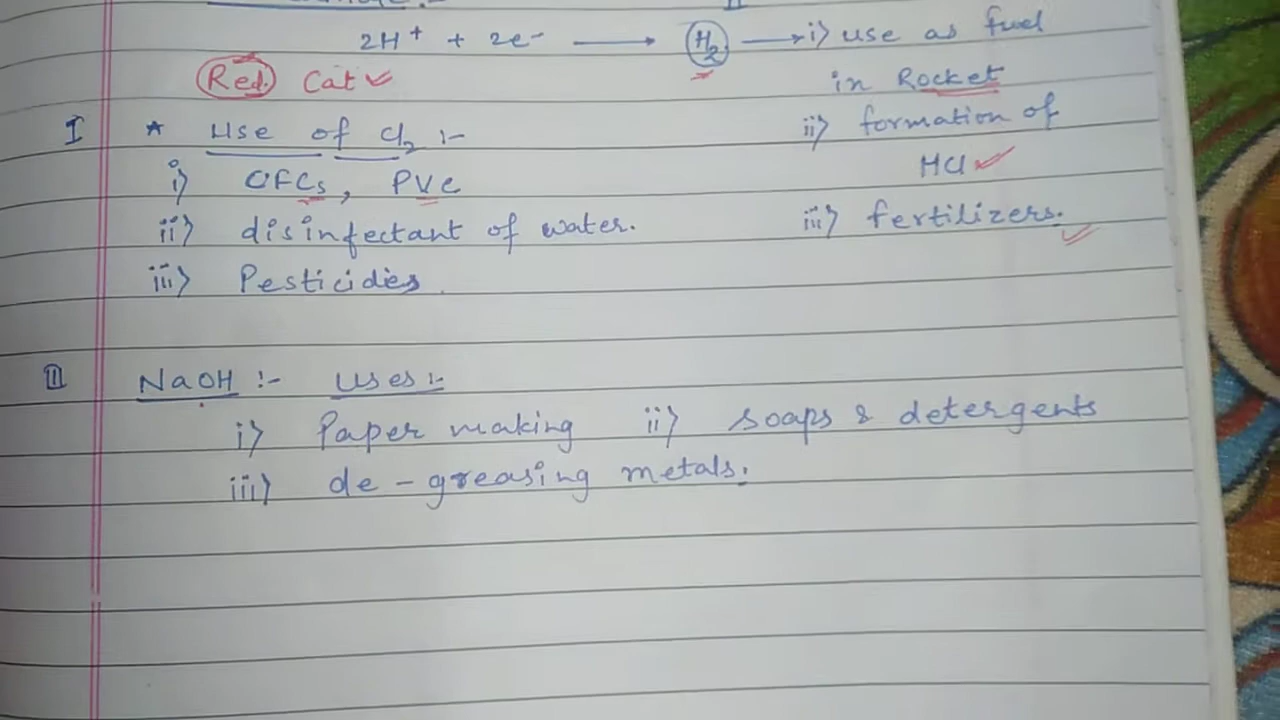 2H+ + 2e- → H2 → i) use as fuel
Red. Cat ✓ in Rocket
I * Use of Cl2 :- ii) formation of
HCl ✓
i) CFCs, PVC
ii) disinfectant of water. iii) fertilizers.
iii) Pesticides
II NaOH :- Uses :-
i) Paper making ii) soaps & detergents
iii) de-greasing metals.